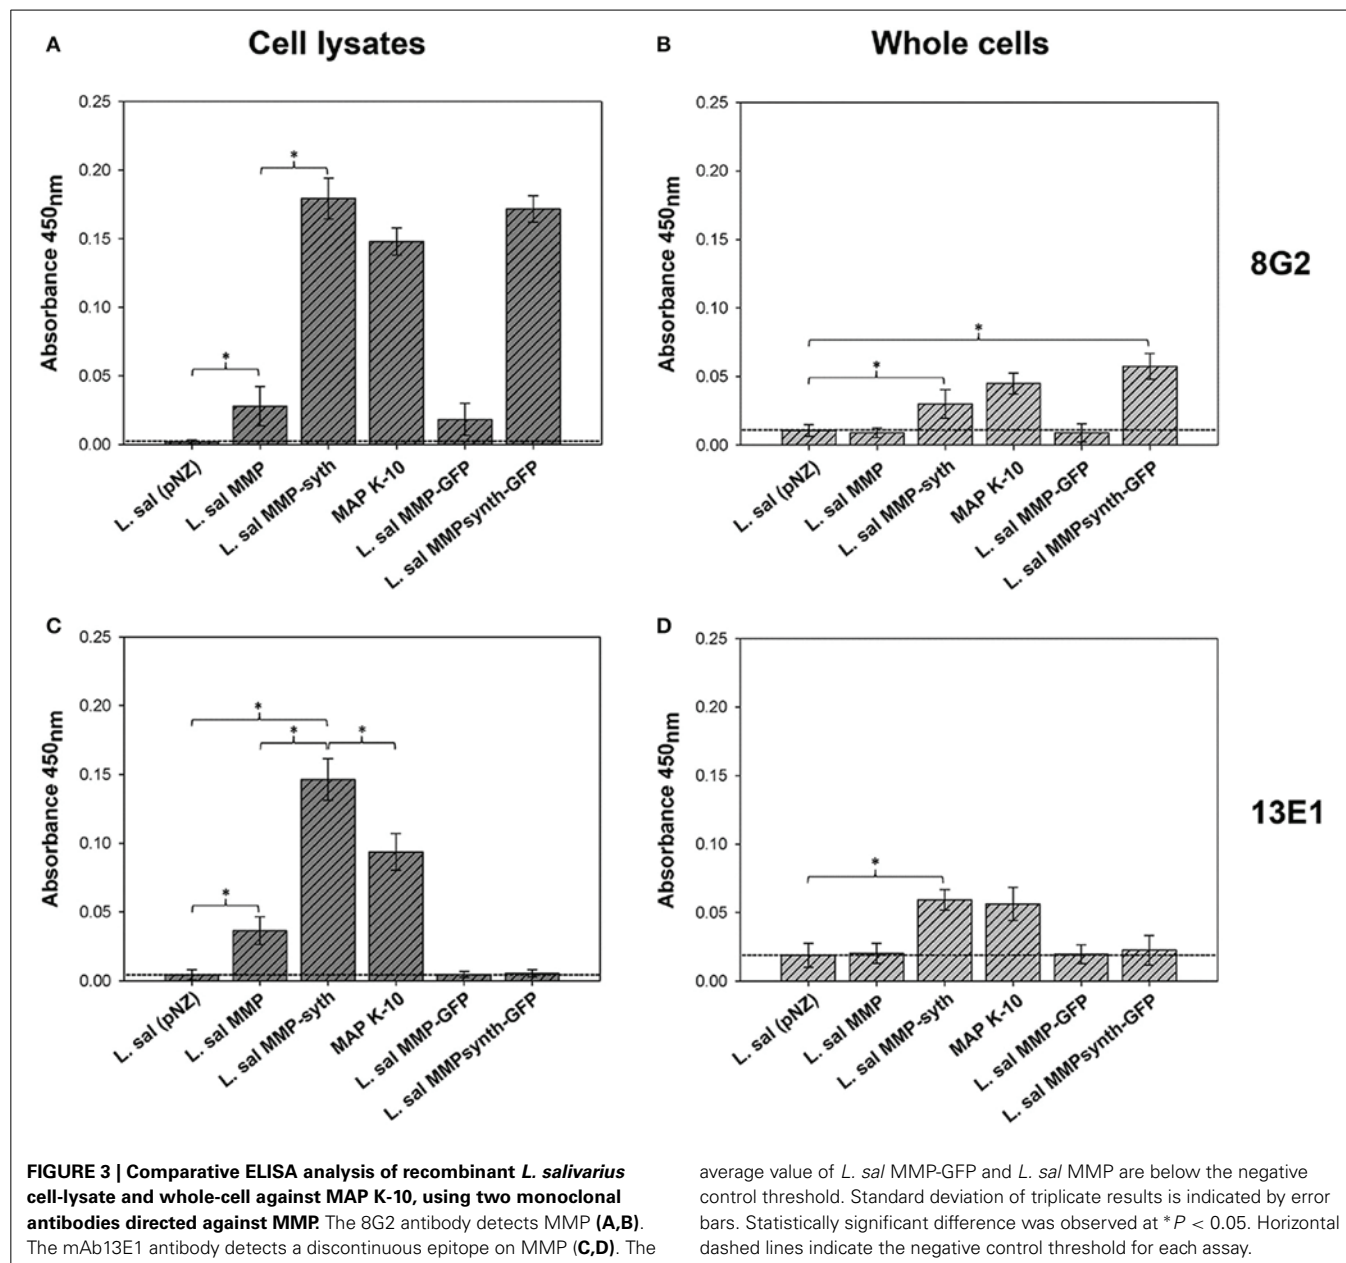 A
Cell lysates
Absorbance 450nm
0.25
0.20
0.15
0.10
0.05
0.00
*
*
L. sal (pNZ)
L. sal MMP
L. sal MMP-syth
MAP K-10
L. sal MMP-GFP
L. sal MMPsynth-GFP
B
Whole cells
Absorbance 450nm
0.25
0.20
0.15
0.10
0.05
0.00
*
*
L. sal (pNZ)
L. sal MMP
L. sal MMP-syth
MAP K-10
L. sal MMP-GFP
L. sal MMPsynth-GFP
8G2
C
Absorbance 450nm
0.25
0.20
0.15
0.10
0.05
0.00
*
*
*
*
L. sal (pNZ)
L. sal MMP
L. sal MMP-syth
MAP K-10
L. sal MMP-GFP
L. sal MMPsynth-GFP
D
Absorbance 450nm
0.25
0.20
0.15
0.10
0.05
0.00
*
L. sal (pNZ)
L. sal MMP
L. sal MMP-syth
MAP K-10
L. sal MMP-GFP
L. sal MMPsynth-GFP
13E1
FIGURE 3 | Comparative ELISA analysis of recombinant L. salivarius
cell-lysate and whole-cell against MAP K-10, using two monoclonal
antibodies directed against MMP. The 8G2 antibody detects MMP (A,B).
The mAb13E1 antibody detects a discontinuous epitope on MMP (C,D). The
average value of L. sal MMP-GFP and L. sal MMP are below the negative
control threshold. Standard deviation of triplicate results is indicated by error
bars. Statistically significant difference was observed at *P < 0.05. Horizontal
dashed lines indicate the negative control threshold for each assay.